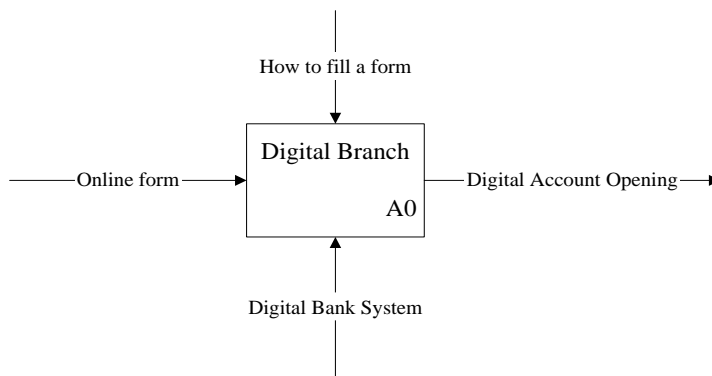 How to fill a form
Digital Branch
Online form
Digital Account Opening
A0
Digital Bank System